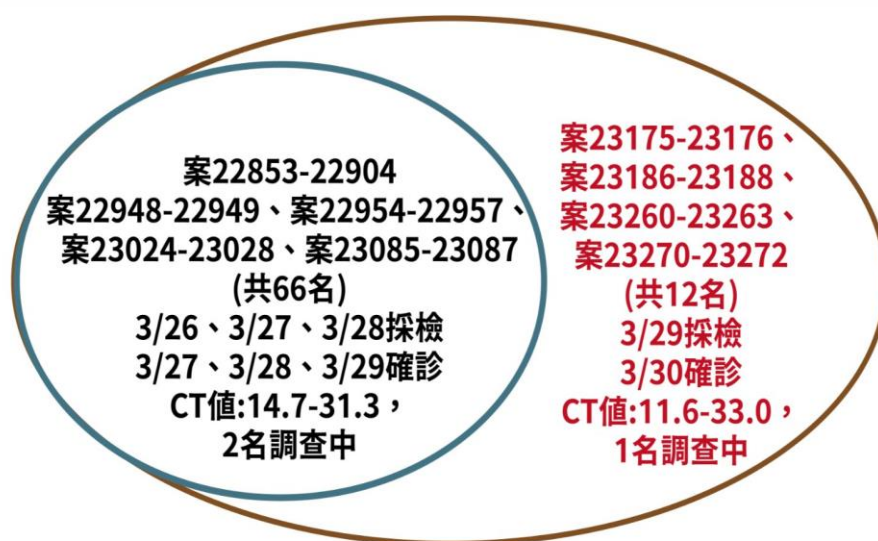 案22853-22904
案22948-22949、案22954-22957、
案23024-23028、案23085-23087
(共66名)
3/26、3/27、3/28採檢
3/27、3/28、3/29確診
CT值:14.7-31.3，
2名調查中
案23175-23176、
案23186-23188、
案23260-23263、
案23270-23272
(共12名)
3/29採檢
3/30確診
CT值:11.6-33.0，
1名調查中